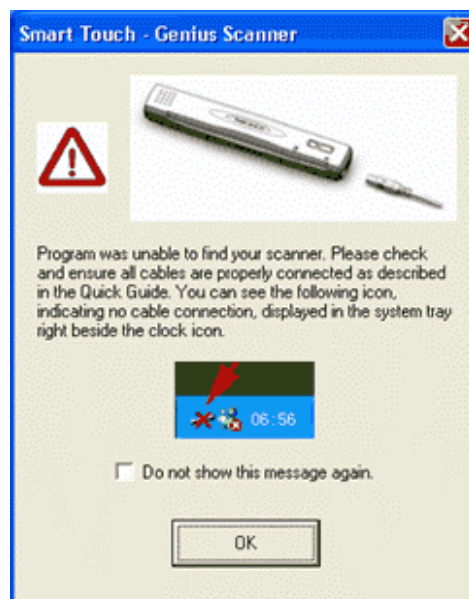 Smart Touch - Genius Scanner
Program was unable to find your scanner. Please check
and ensure all cables are properly connected as described
in the Quick Guide. You can see the following icon,
indicating no cable connection, displayed in the system tray
right beside the clock icon.
06:56
Do not show this message again.
OK